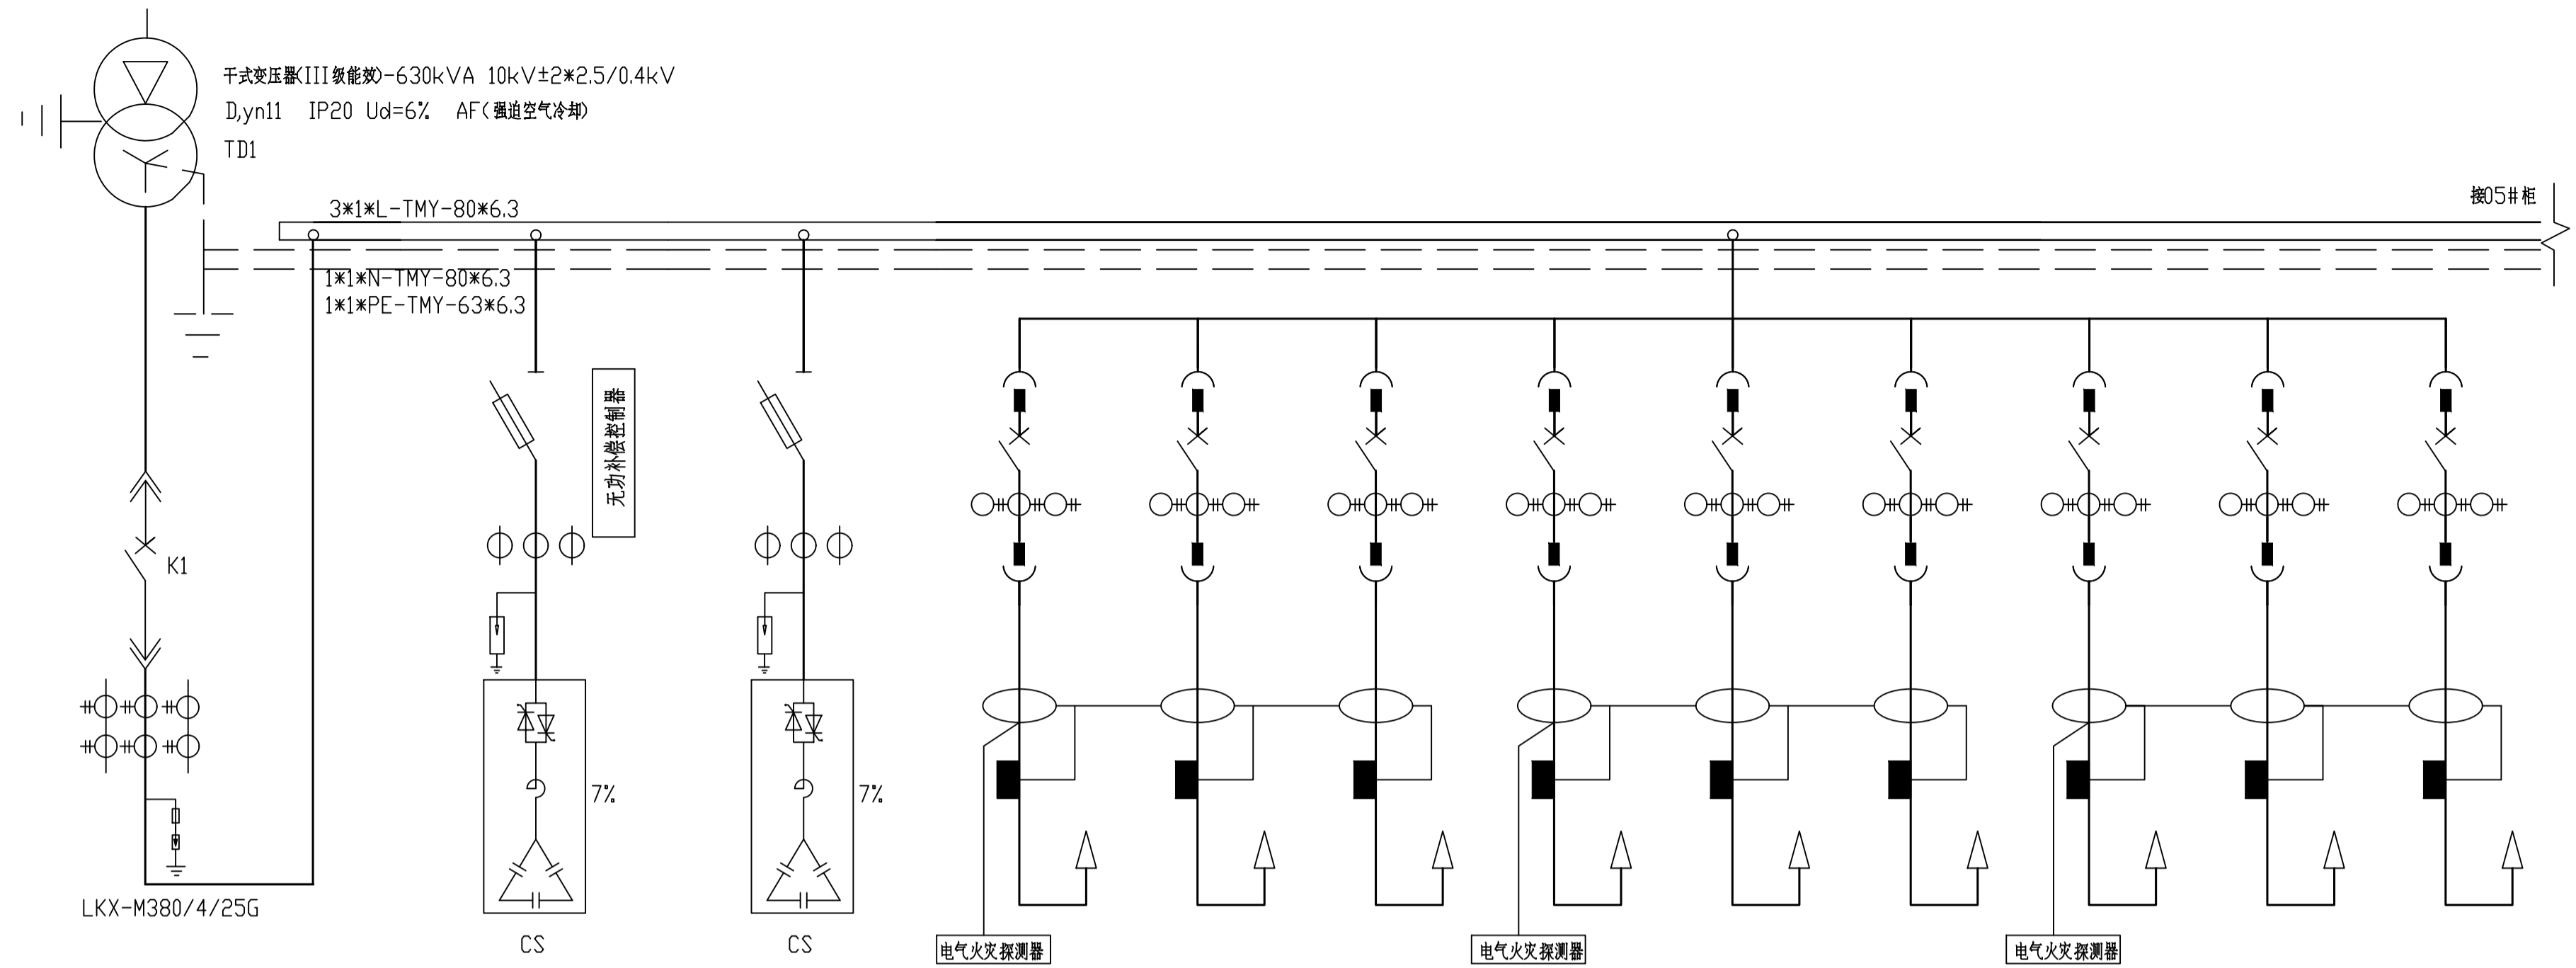 干式变压器(III级能效)-630kVA 10kV±2*2.5/0.4kV
D,yn11 IP20 Ud=6% AF(强迫空气冷却)
TD1
3*1*L-TMY-80*6.3
接05#柜
1*1*N-TMY-80*6.3
1*1*PE-TMY-63*6.3
无功补偿控制器
K1
7%
7%
LKX-M380/4/25G
CS
CS
电气火灾探测器
电气火灾探测器
电气火灾探测器